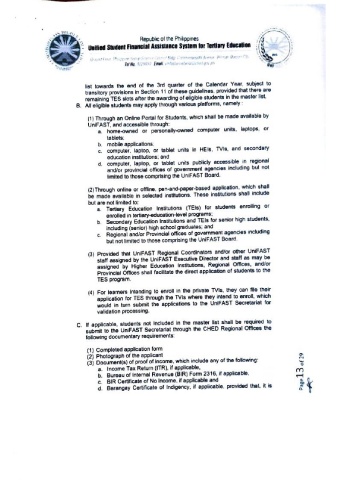 Republic of the Philippines
Unified Student Financial Assistance System for Tertiary Education
list towards the end of the 3rd quarter of the Calendar Year, subject to
transitory provisions in Section 11 of these guidelines, provided that there are
remaining TES slots after the awarding of eligible students in the master list.
B. All eligible students may apply through various platforms, namely:
(1) Through an Online Portal for Students, which shall be made available by
UniFAST, and accessible through:
a. home-owned or personally-owned computer units, laptops, or
tablets;
b. mobile applications;
c. computer, laptop, or tablet units in HEIs, TVIs, and secondary
education institutions; and
d. computer, laptop, or tablet units publicly accessible in regional
and/or provincial offices of government agencies including but not
limited to those comprising the UniFAST Board.
(2) Through online or offline, pen-and-paper-based application, which shall
be made available in selected institutions. These institutions shall include
but are not limited to:
a. Tertiary Education Institutions (TEIs) for students enrolling or
enrolled in tertiary-education-level programs;
b. Secondary Education Institutions and TEIs for senior high students,
including (senior) high school graduates; and
c. Regional and/or Provincial offices of government agencies including
but not limited to those comprising the UniFAST Board.
(3) Provided that UniFAST Regional Coordinators and/or other UniFAST
staff assigned by the UniFAST Executive Director and staff as may be
assigned by Higher Education Institutions, Regional Offices, and/or
Provincial Offices shall facilitate the direct application of students to the
TES program.
(4) For learners intending to enroll in the private TVIs, they can file their
application for TES through the TVIs where they intend to enroll, which
would in turn submit the applications to the UniFAST Secretariat for
validation processing.
C. If applicable, students not included in the master list shall be required to
submit to the UniFAST Secretariat through the CHED Regional Offices the
following documentary requirements:
(1) Completed application form
(2) Photograph of the applicant
(3) Document(s) of proof of income, which include any of the following:
a. Income Tax Return (ITR), if applicable,
b. Bureau of Internal Revenue (BIR) Form 2316, if applicable,
c. BIR Certificate of No Income, if applicable and
d. Barangay Certificate of Indigency, if applicable, provided that, it is
Page 13 of 29